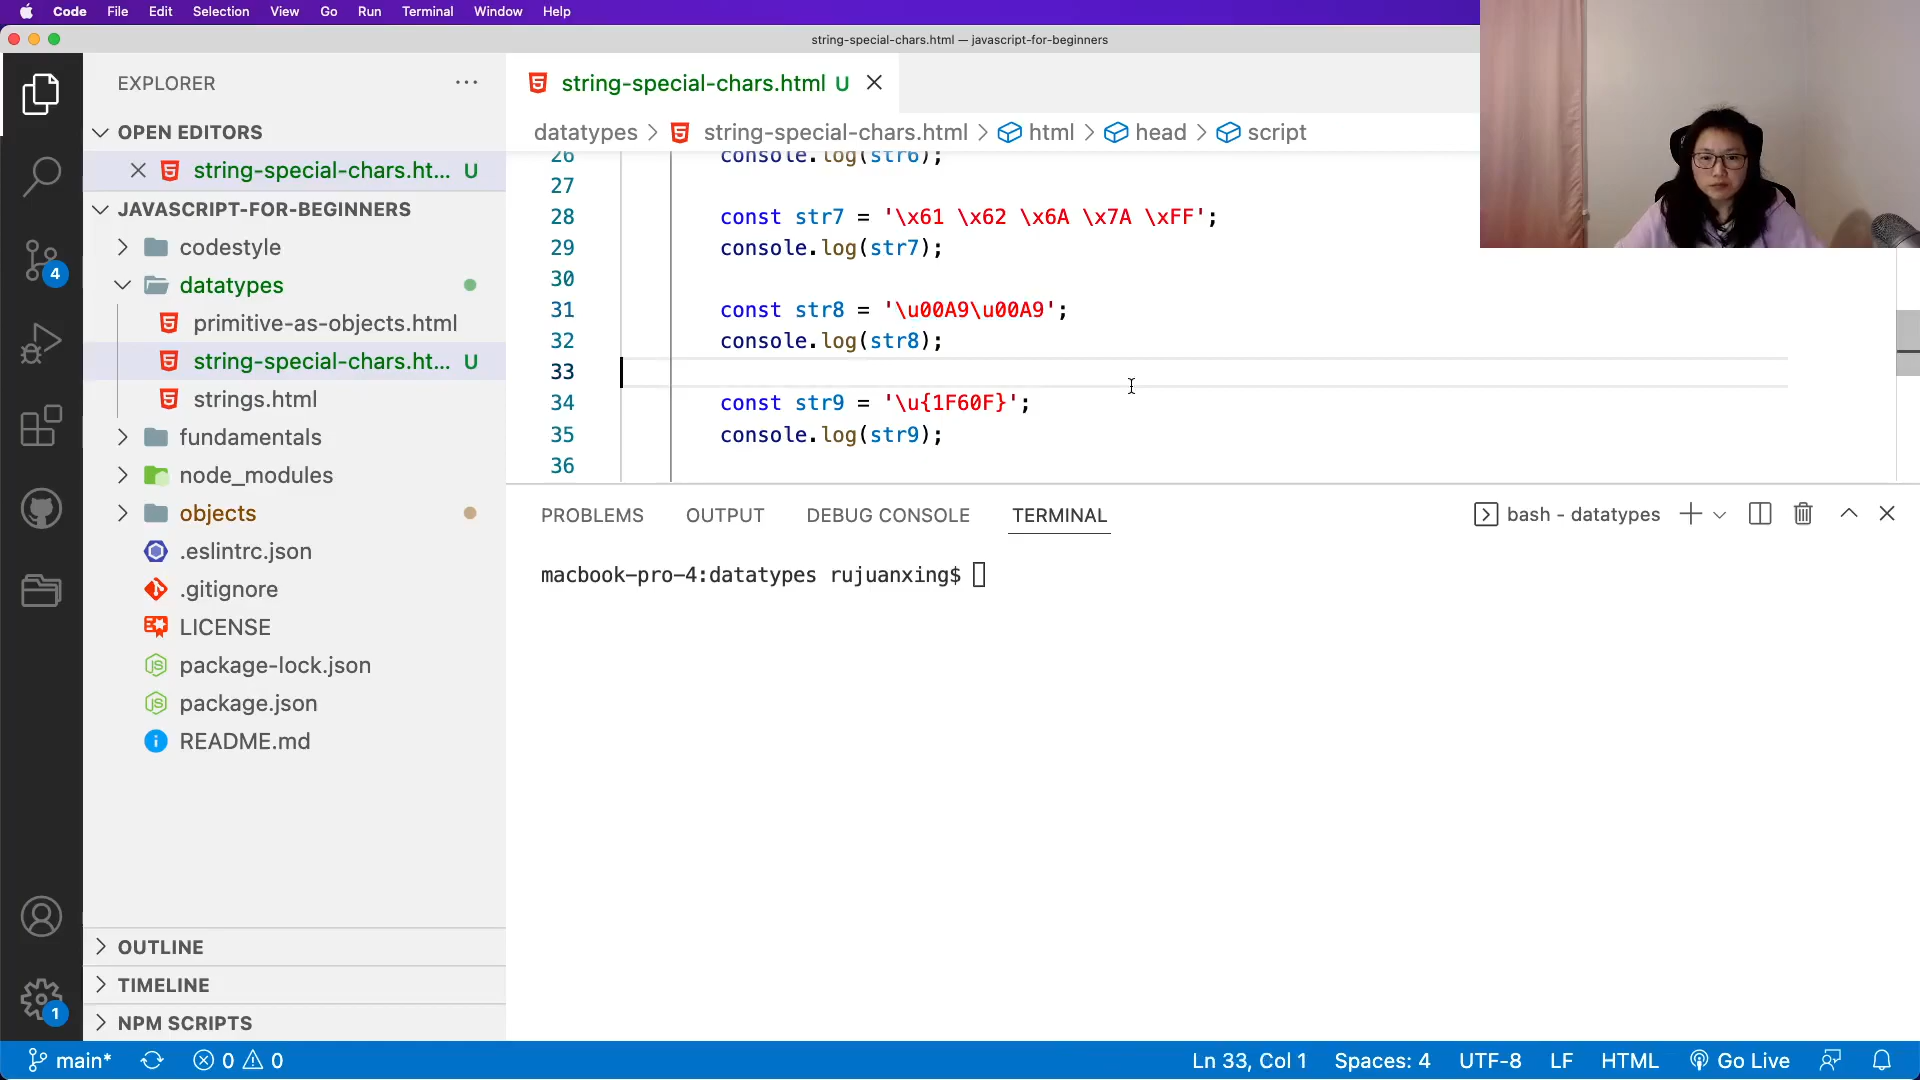 Code File Edit Selection View Go Run Terminal Window Help
string-special-chars.html — javascript-for-beginners
EXPLORER
OPEN EDITORS
string-special-chars.ht... U
JAVASCRIPT-FOR-BEGINNERS
codestyle
datatypes
primitive-as-objects.html
string-special-chars.ht... U
strings.html
fundamentals
node_modules
objects
.eslintrc.json
.gitignore
LICENSE
package-lock.json
package.json
README.md
OUTLINE
TIMELINE
NPM SCRIPTS
4
1
string-special-chars.html U
datatypes > string-special-chars.html > html > head > script
26 console.log(str6);
27
28 const str7 = '\x61 \x62 \x6A \x7A \xFF';
29 console.log(str7);
30
31 const str8 = '\u00A9\u00A9';
32 console.log(str8);
33
34 const str9 = '\u{1F60F}';
35 console.log(str9);
36
PROBLEMS OUTPUT DEBUG CONSOLE TERMINAL bash - datatypes
macbook-pro-4:datatypes rujuanxing$
main* 0 0 Ln 33, Col 1 Spaces: 4 UTF-8 LF HTML Go Live